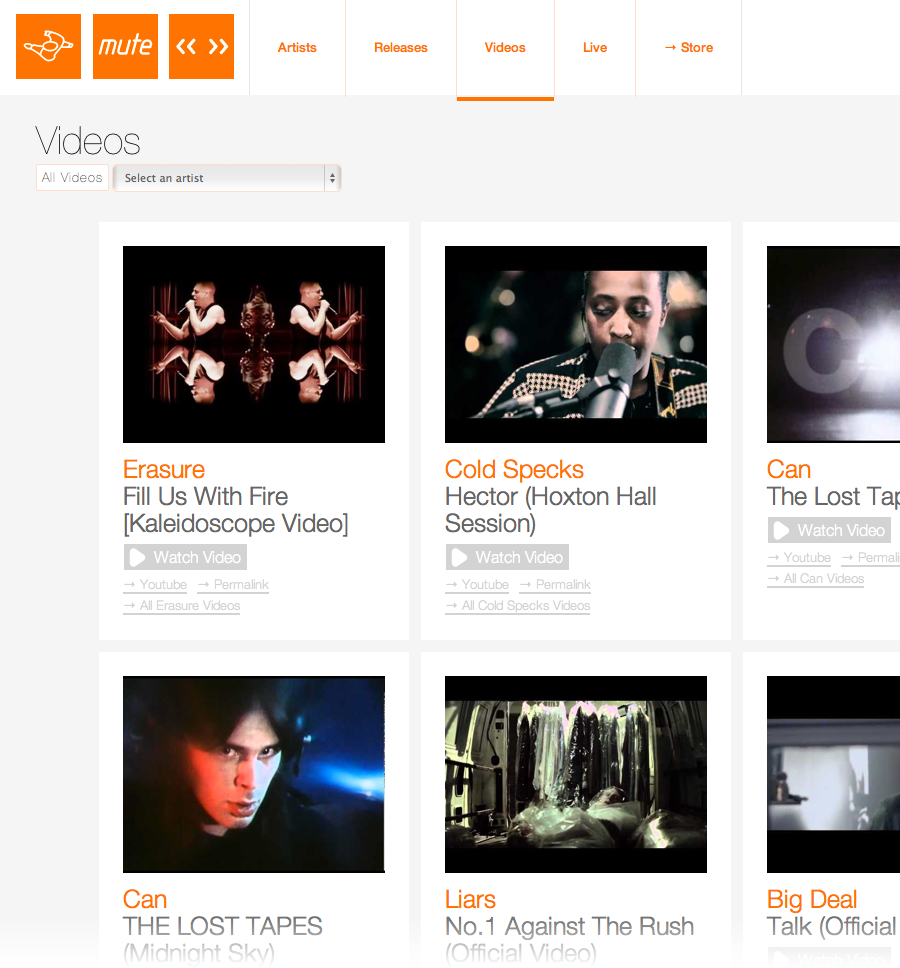 mute
Artists
Releases
Videos
Live
→ Store
Videos
All Videos
Select an artist
Erasure
Fill Us With Fire
[Kaleidoscope Video]
Watch Video
→ Youtube → Permalink
→ All Erasure Videos
Cold Specks
Hector (Hoxton Hall
Session)
Watch Video
→ Youtube → Permalink
→ All Cold Specks Videos
Can
The Lost Tap
Watch Video
→ Youtube → Permali
→ All Can Videos
Can
THE LOST TAPES
(Midnight Sky)
Liars
No.1 Against The Rush
(Official Video)
Big Deal
Talk (Official
Watch Video